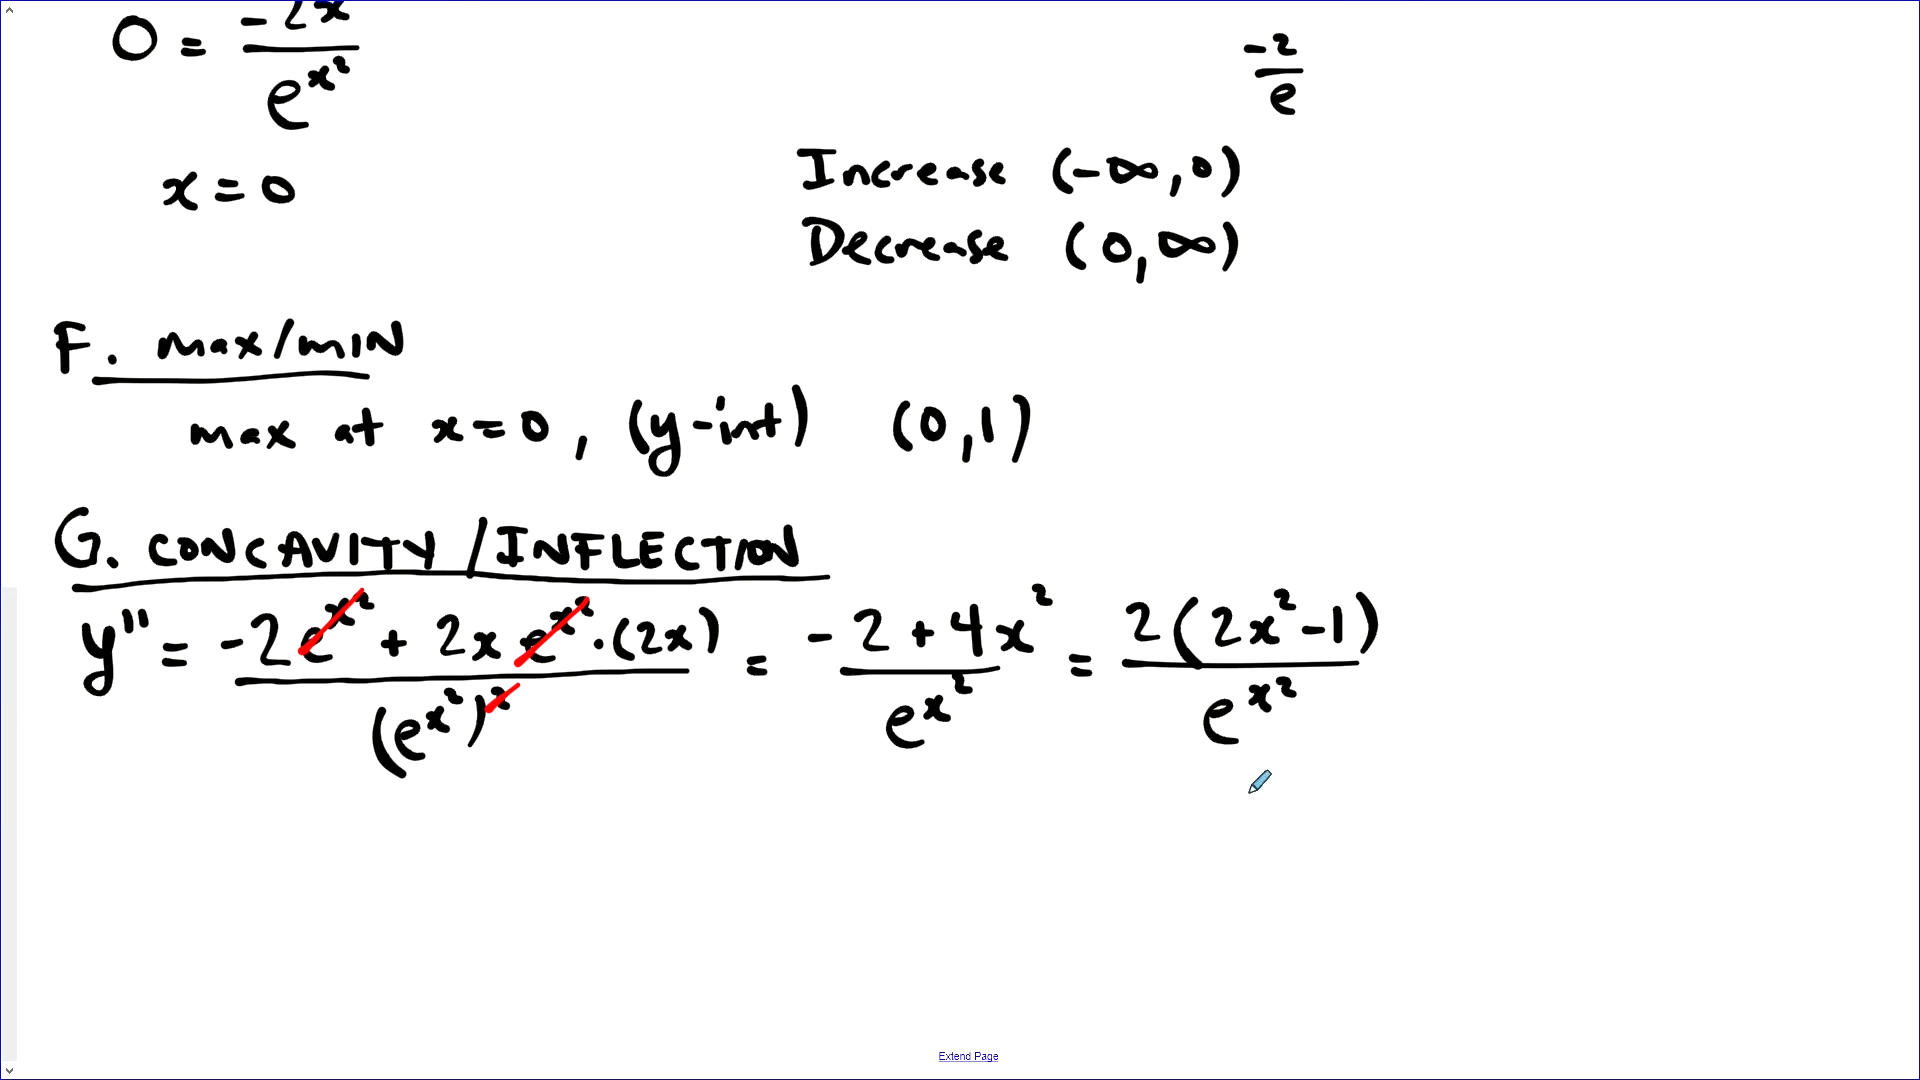 0 = -2x / e^(x²)
-2 / e
x = 0
Increase (-∞, 0)
Decrease (0, ∞)
F. max/MIN
max at x = 0, (y-int) (0, 1)
G. CONCAVITY / INFLECTION
y'' = (-2e^(x²) + 2x e^(x²) · (2x)) / (e^(x²))² = (-2 + 4x²) / e^(x²) = 2(2x² - 1) / e^(x²)
Extend Page